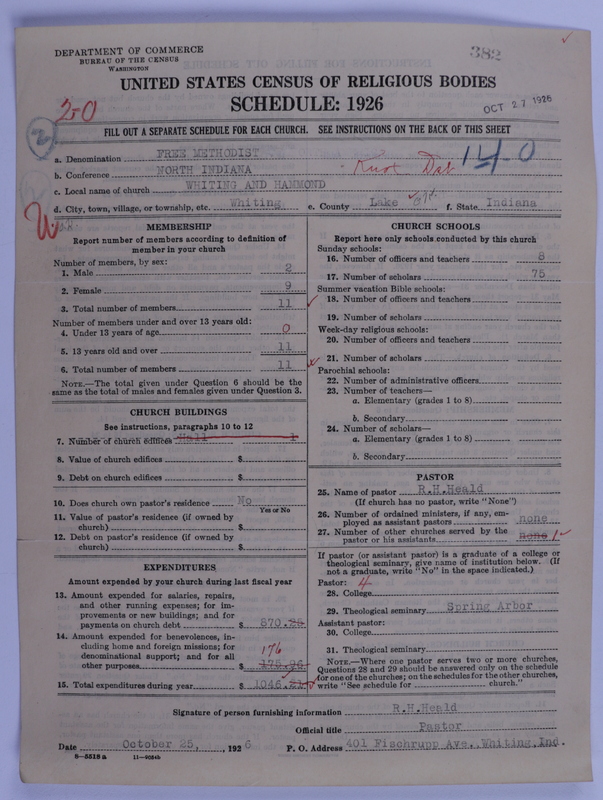 DEPARTMENT OF COMMERCE
BUREAU OF THE CENSUS
WASHINGTON
382
UNITED STATES CENSUS OF RELIGIOUS BODIES
SCHEDULE: 1926
OCT 27 1926
250
2
FILL OUT A SEPARATE SCHEDULE FOR EACH CHURCH. SEE INSTRUCTIONS ON THE BACK OF THIS SHEET
a. Denomination FREE METHODIST
14-0
b. Conference NORTH INDIANA
c. Local name of church WHITING AND HAMMOND
d. City, town, village, or township, etc. Whiting e. County Lake f. State Indiana
MEMBERSHIP
Report number of members according to definition of
member in your church
Number of members, by sex:
1. Male 2
2. Female 9
3. Total number of members 11
Number of members under and over 13 years old:
4. Under 13 years of age 0
5. 13 years old and over 11
6. Total number of members 11
NOTE.—The total given under Question 6 should be the
same as the total of males and females given under Question 3.
CHURCH BUILDINGS
See instructions, paragraphs 10 to 12
7. Number of church edifices Hall 1
8. Value of church edifices $
9. Debt on church edifices $
10. Does church own pastor's residence No
Yes or No
11. Value of pastor's residence (if owned by
church) $
12. Debt on pastor's residence (if owned by
church) $
EXPENDITURES
Amount expended by your church during last fiscal year
13. Amount expended for salaries, repairs,
and other running expenses; for im-
provements or new buildings; and for
payments on church debt $ 870.25
14. Amount expended for benevolences, in-
cluding home and foreign missions; for
denominational support; and for all
other purposes $ 175.96
176
15. Total expenditures during year $ 1046.21
CHURCH SCHOOLS
Report here only schools conducted by this church
Sunday schools:
16. Number of officers and teachers 8
17. Number of scholars 75
Summer vacation Bible schools:
18. Number of officers and teachers
19. Number of scholars
Week-day religious schools:
20. Number of officers and teachers
21. Number of scholars
Parochial schools:
22. Number of administrative officers
23. Number of teachers—
a. Elementary (grades 1 to 8)
b. Secondary
24. Number of scholars—
a. Elementary (grades 1 to 8)
b. Secondary
PASTOR
25. Name of pastor R.H.Heald
(If church has no pastor, write "None")
26. Number of ordained ministers, if any, em-
ployed as assistant pastors none
27. Number of other churches served by the
pastor or his assistants none 1
If pastor (or assistant pastor) is a graduate of a college or
theological seminary, give name of institution below. (If
not a graduate, write "No" in the space indicated.)
Pastor: 4
28. College
29. Theological seminary Spring Arbor
Assistant pastor:
30. College
31. Theological seminary
NOTE.—Where one pastor serves two or more churches,
Questions 28 and 29 should be answered only on the schedule
for one of the churches; on the schedules for the other churches,
write "See schedule for church."
Signature of person furnishing information R.H.Heald
Official title Pastor
Date October 25, , 1926 P. O. Address 401 Fischrupp Ave. Whiting Ind.
8—5518 a 11—9084b